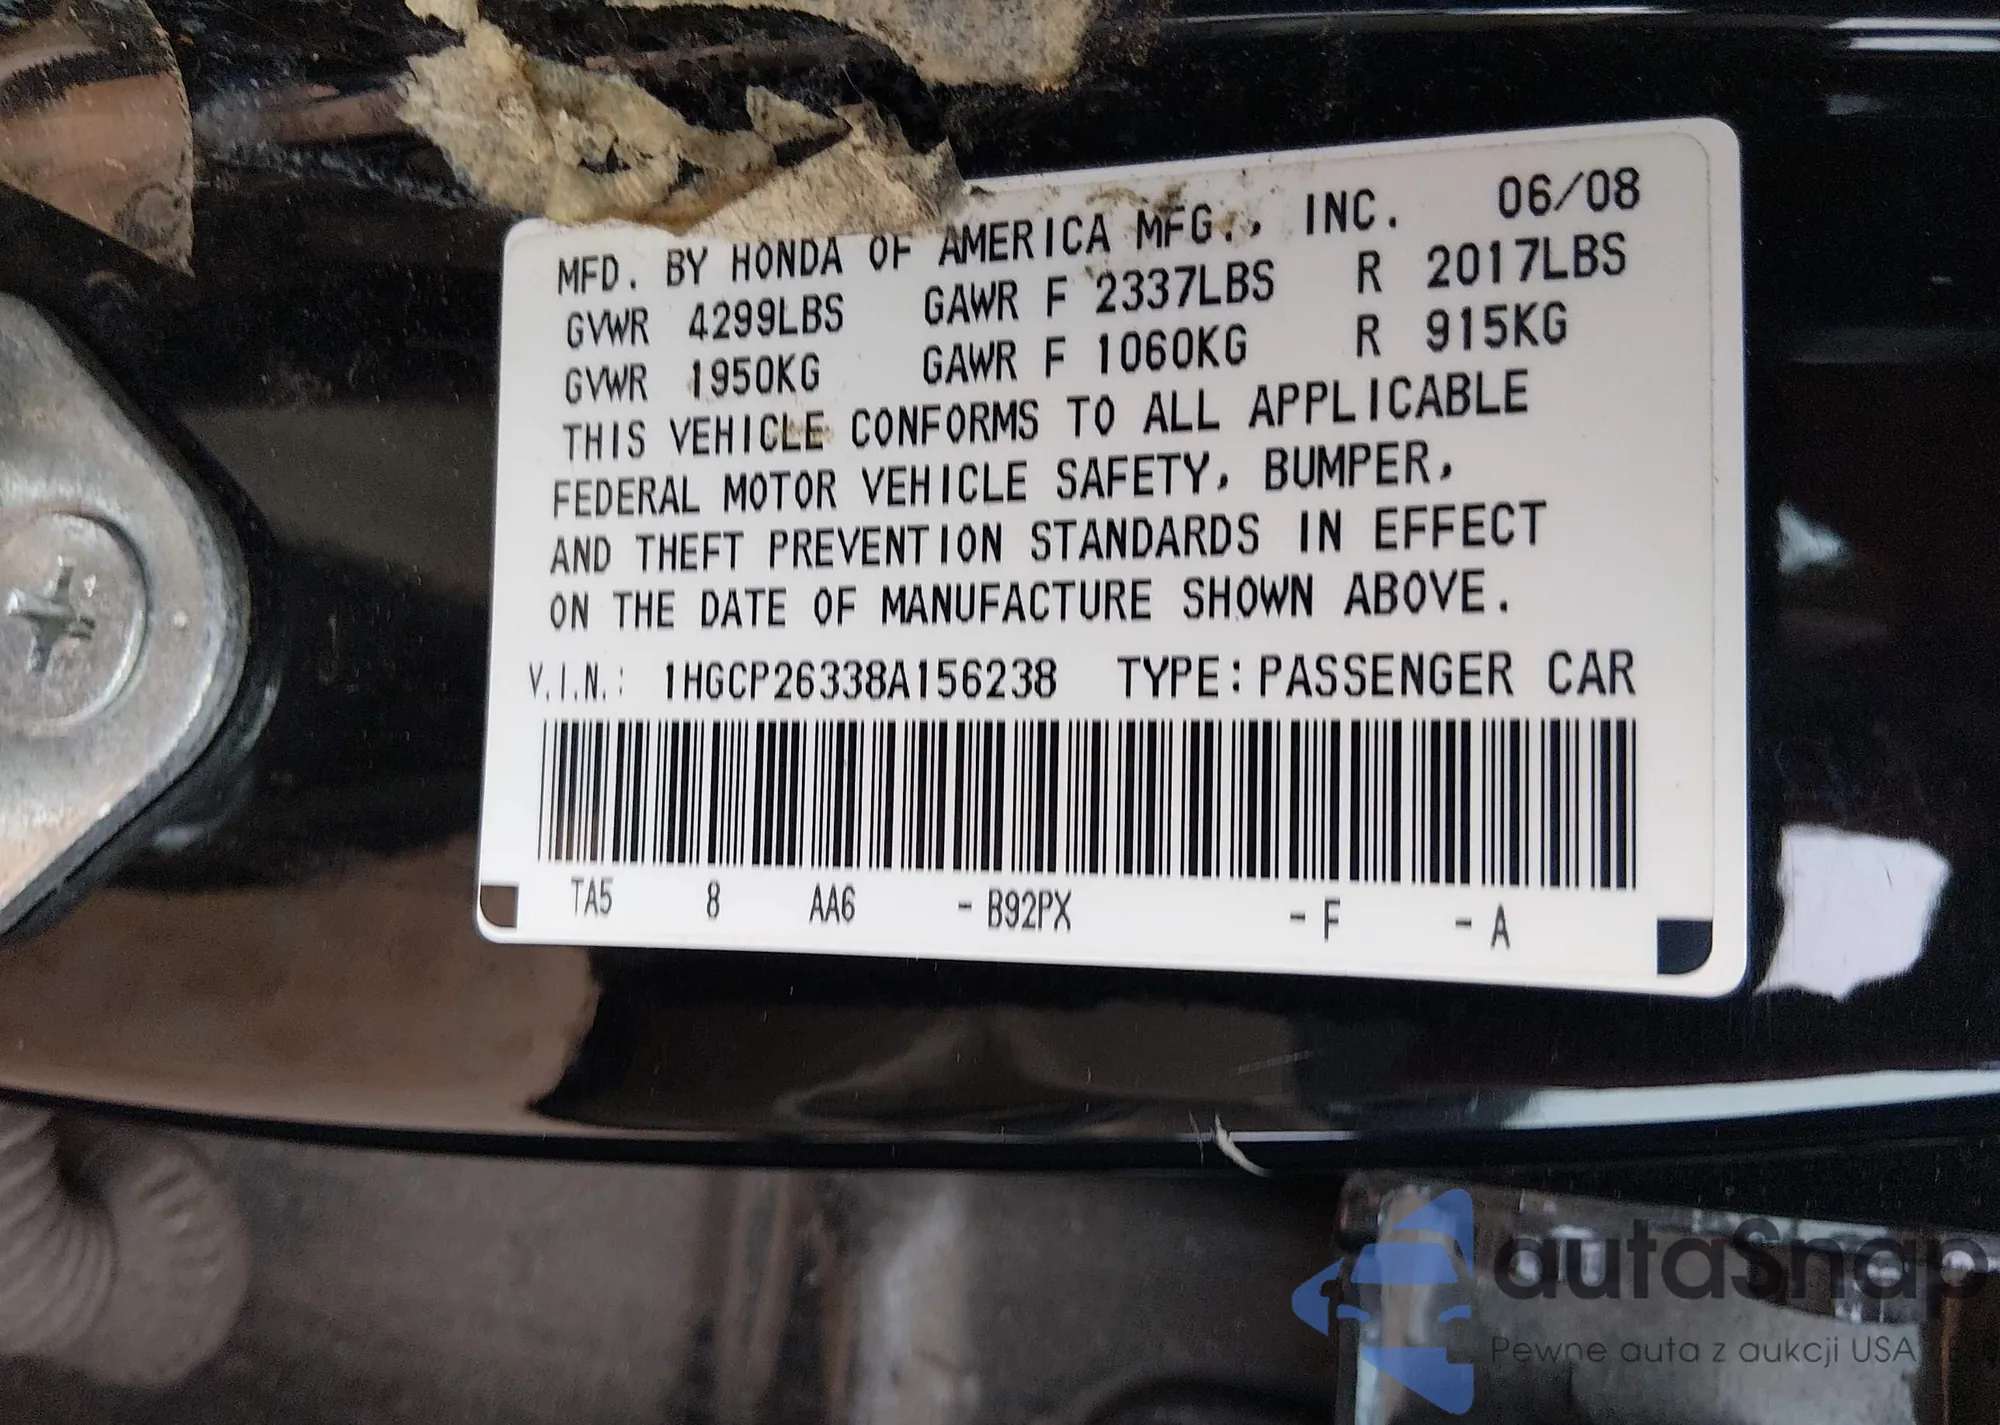 MFD. BY HONDA OF AMERICA MFG., INC. 06/08
GVWR 4299LBS GAWR F 2337LBS R 2017LBS
GVWR 1950KG GAWR F 1060KG R 915KG
THIS VEHICLE CONFORMS TO ALL APPLICABLE
FEDERAL MOTOR VEHICLE SAFETY, BUMPER,
AND THEFT PREVENTION STANDARDS IN EFFECT
ON THE DATE OF MANUFACTURE SHOWN ABOVE.
V.I.N.: 1HGCP26338A156238 TYPE: PASSENGER CAR
TA5 8 AA6 - B92PX - F - A
autaSnap
Pewne auta z aukcji USA